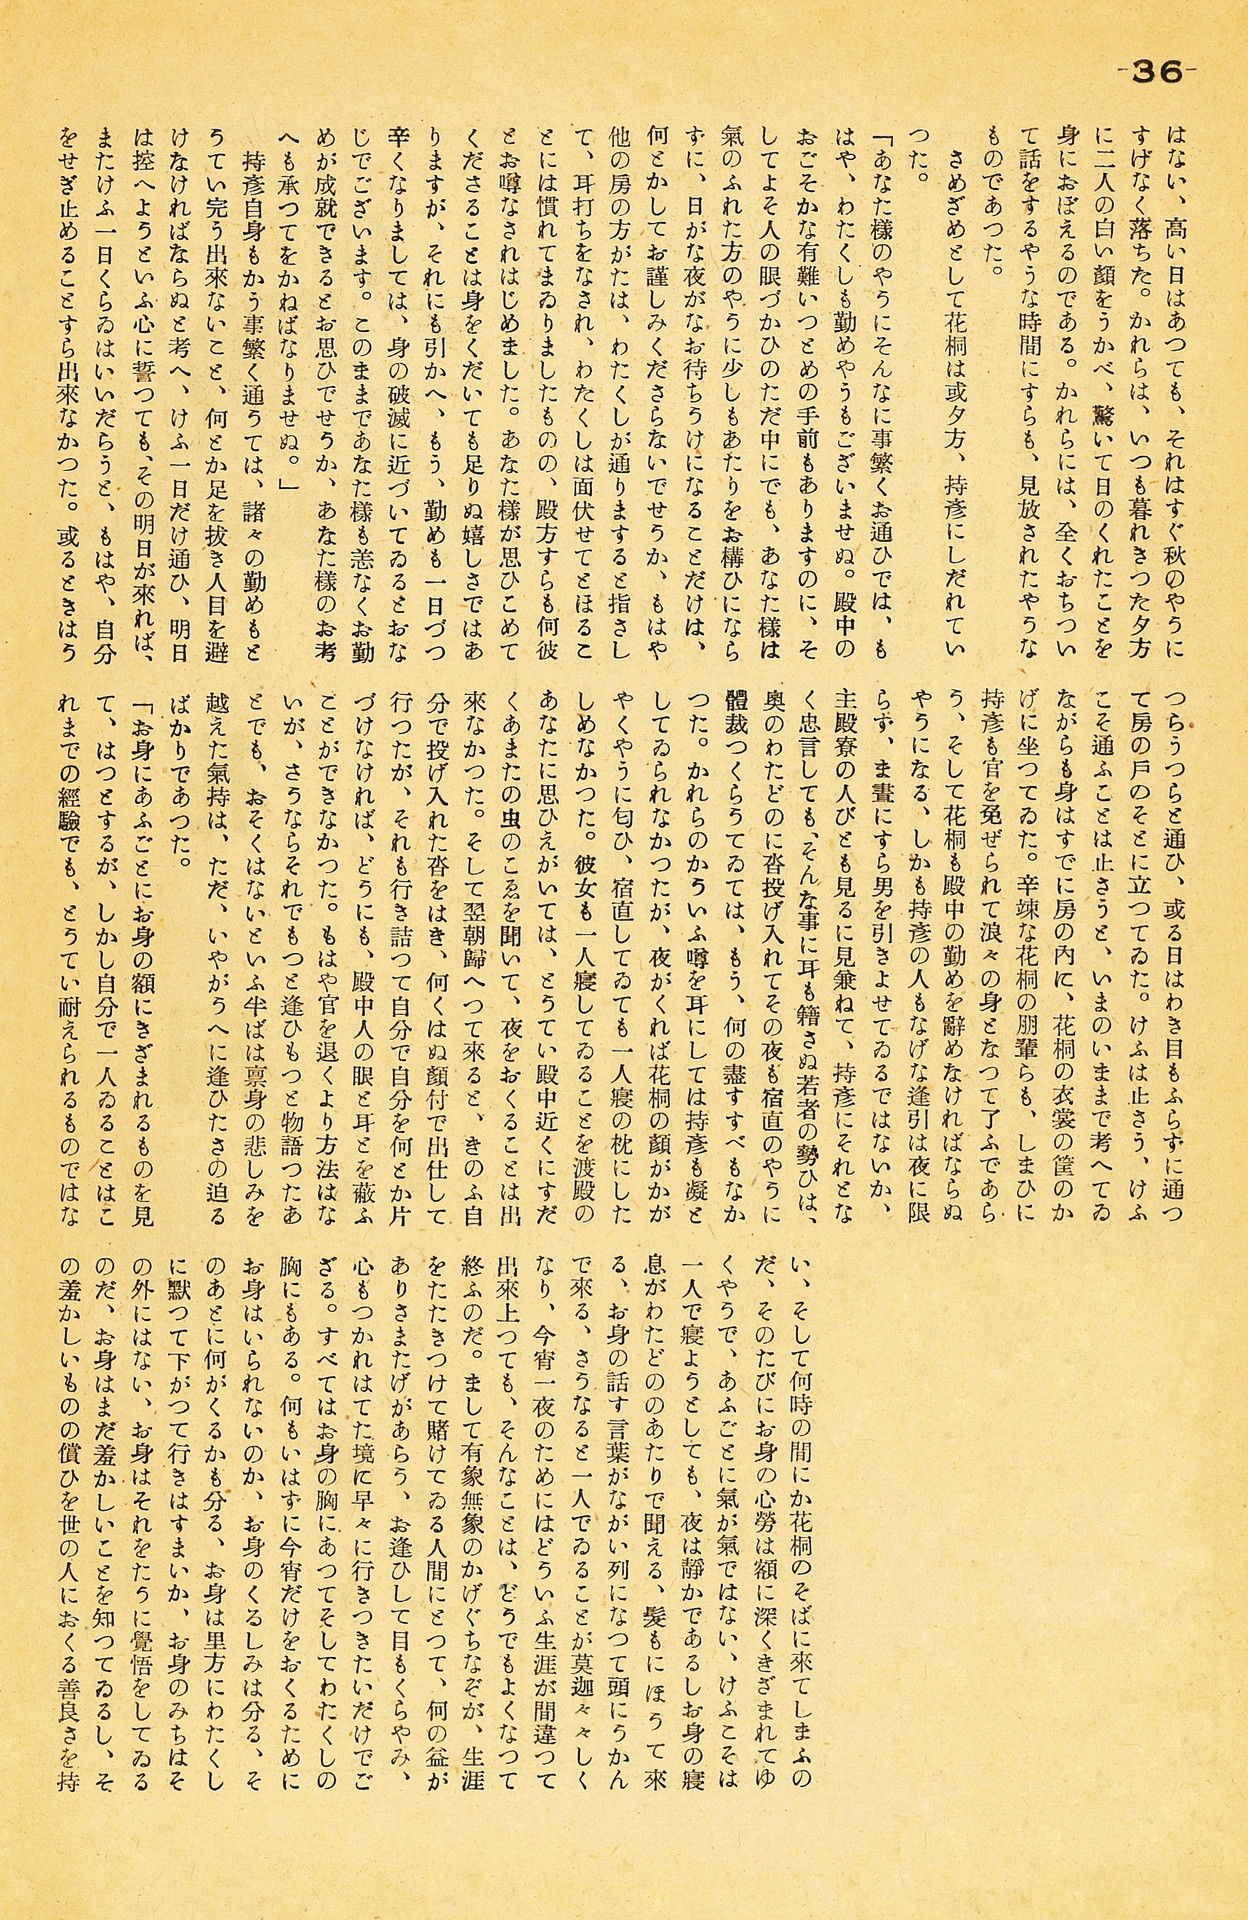 -36-
はない、高い日はあつても、それはすぐ秋のやうに
すげなく落ちた。かれらは、いつも暮れきつた夕方
に二人の白い顏をうかべ、驚いて日のくれたことを
身におぼえるのである。かれらには、全くおちつい
て話をするやうな時間にすらも、見放されたやうな
ものであつた。
さめざめとして花桐は或夕方、持彦にしだれてい
つた。
「あなた様のやうにそんなに事繁くお通ひでは、も
はや、わたくしも勤めやうもございませぬ。殿中の
おごそかな有難いつとめの手前もありますのに、そ
してよそ人の眼づかひのただ中にでも、あなた様は
氣のふれた方のやうに少しもあたりをお構ひになら
ずに、日がな夜がなお待ちうけになることだけは、
何とかしてお謹しみくださらないでせうか、もはや
他の房の方がたは、わたくしが通りますると指さし
て、耳打ちをなされ、わたくしは面伏せてとほるこ
とには慣れてまゐりましたものの、殿方すらも何彼
とお噂なされはじめました。あなた様が思ひこめて
くださることは身をくだいても足りぬ嬉しさではあ
りますが、それにも引かへ、もう、勤めも一日づつ
辛くなりましては、身の破滅に近づいてゐるとおな
じでございます。このままであなた様も恙なくお勤
めが成就できるとお思ひでせうか、あなた様のお考
へも承つてをかねばなりませぬ。」
持彦自身もかう事繁く通うては、諸々の勤めもと
うてい完う出來ないこと、何とか足を拔き人目を避
けなければならぬと考へ、けふ一日だけ通ひ、明日
は控へようといふ心に誓つても、その明日が來れば、
またけふ一日くらゐはいいだらうと、もはや、自分
をせぎ止めることすら出來なかつた。或るときはう
つらうつらと通ひ、或る日はわき目もふらずに通つ
て房の戸のそとに立つてゐた。けふは止さう、けふ
こそ通ふことは止さうと、いまのいままで考へてゐ
ながらも身はすでに房の內に、花桐の衣裳の筐のか
げに坐つてゐた。辛辣な花桐の朋輩らも、しまひに
持彦も官を免ぜられて浪々の身となつて了ふであら
う、そして花桐も殿中の勤めを辭めなければならぬ
やうになる、しかも持彦の人もなげな逢引は夜に限
らず、ま晝にすら男を引きよせてゐるではないか、
主殿寮の人びとも見るに見兼ねて、持彦にそれとな
く忠言しても、そんな事に耳も籍さぬ若者の勢ひは、
奧のわたどのに沓投げ入れてその夜も宿直のやうに
體裁つくらうてゐては、もう、何の盡すすべもなか
つた。かれらのかういふ噂を耳にしては持彦も凝と
してゐられなかつたが、夜がくれば花桐の顏がかが
やくやうに匂ひ、宿直してゐても一人寢の枕にした
しめなかつた。彼女も一人寢してゐることを渡殿の
あなたに思ひえがいては、とうてい殿中近くにすだ
くあまたの虫のこゑを聞いて、夜をおくることは出
來なかつた。そして翌朝歸へつて來ると、きのふ自
分で投げ入れた沓をはき、何くはぬ顏付で出仕して
行つたが、それも行き詰つて自分で自分を何とか片
づけなければ、どうにも、殿中人の眼と耳とを蔽ふ
ことができなかつた。もはや官を退くより方法はな
いが、さうならそれでもつと逢ひもつと物語つたあ
とでも、おそくはないといふ半ばは禀身の悲しみを
越えた氣持は、ただ、いやがうへに逢ひたさの迫る
ばかりであつた。
「お身にあふごとにお身の額にきざまれるものを見
て、はつとするが、しかし自分で一人ゐることはこ
れまでの經驗でも、とうてい耐えられるものではな
い、そして何時の間にか花桐のそばに來てしまふの
だ、そのたびにお身の心勞は額に深くきざまれてゆ
くやうで、あふごとに氣が氣ではない、けふこそは
一人で寢ようとしても、夜は靜かであるしお身の寢
息がわたどののあたりで聞える、髮もにほうて來
る、お身の話す言葉がながい列になつて頭にうかん
で來る、さうなると一人でゐることが莫迦々々しく
なり、今宵一夜のためにはどういふ生涯が間違つて
出來上つても、そんなことは、どうでもよくなつて
終ふのだ。まして有象無象のかげぐちなぞが、生涯
をたたきつけて賭けてゐる人間にとつて、何の益が
ありさまたげがあらう、お逢ひして目もくらやみ、
心もつかれはてた境に早々に行きつきたいだけでご
ざる。すべてはお身の胸にあつてそしてわたくしの
胸にもある。何もいはずに今宵だけをおくるために
お身はいられないのか、お身のくるしみは分る、そ
のあとに何がくるかも分る、お身は里方にわたくし
に默つて下がつて行きはすまいか、お身のみちはそ
の外にはない、お身はそれをたうに覺悟をしてゐる
のだ、お身はまだ羞かしいことを知つてゐるし、そ
の羞かしいものの償ひを世の人におくる善良さを持